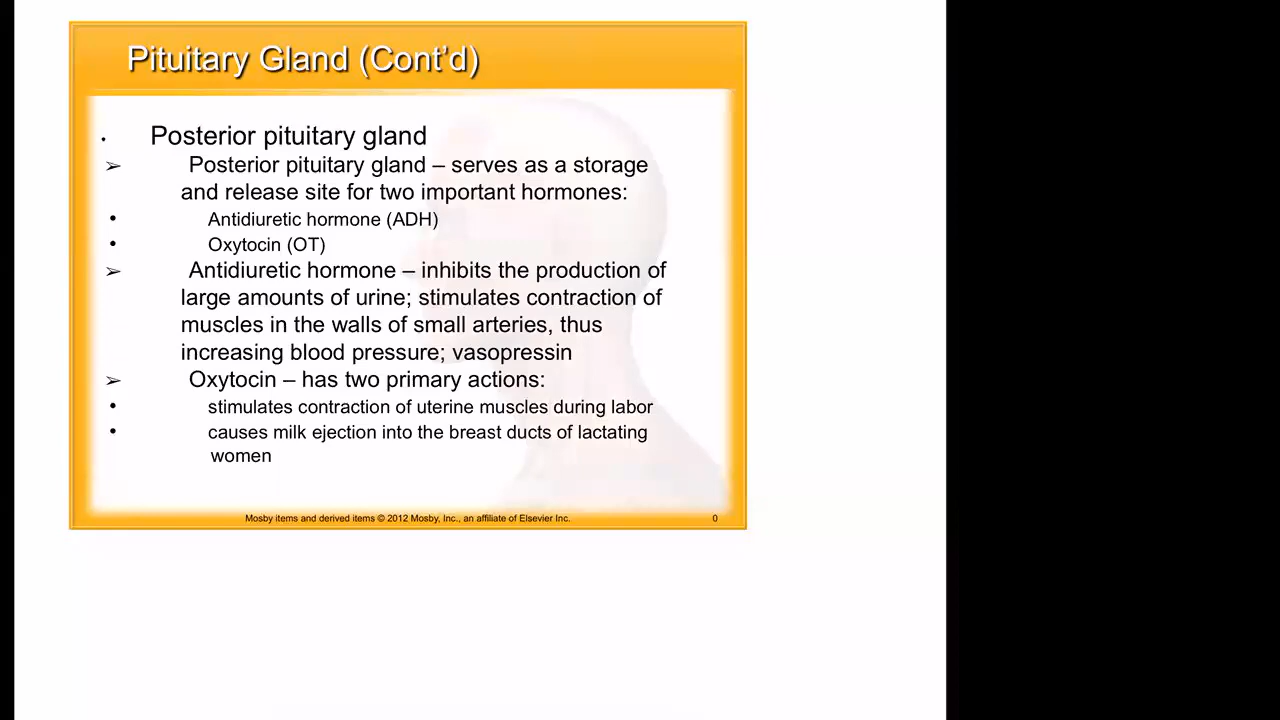 Pituitary Gland (Cont’d)
• Posterior pituitary gland
➢ Posterior pituitary gland – serves as a storage
and release site for two important hormones:
• Antidiuretic hormone (ADH)
• Oxytocin (OT)
➢ Antidiuretic hormone – inhibits the production of
large amounts of urine; stimulates contraction of
muscles in the walls of small arteries, thus
increasing blood pressure; vasopressin
➢ Oxytocin – has two primary actions:
• stimulates contraction of uterine muscles during labor
• causes milk ejection into the breast ducts of lactating
women
Mosby items and derived items © 2012 Mosby, Inc., an affiliate of Elsevier Inc. 0